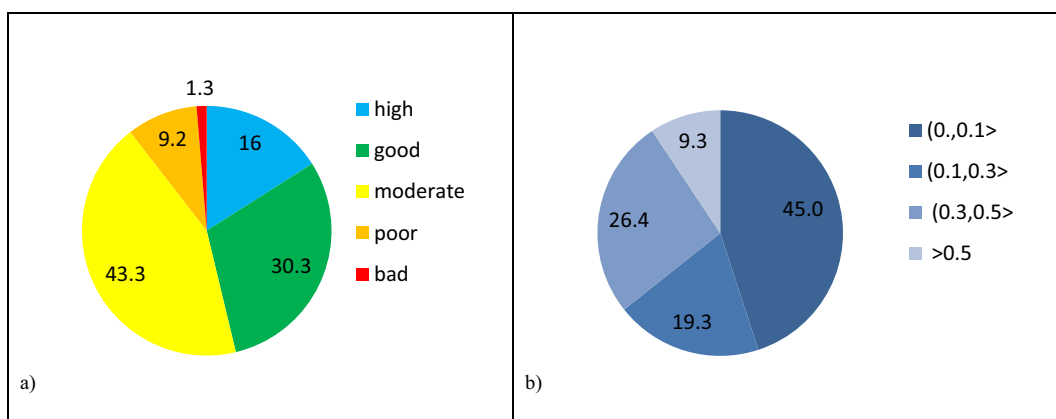 1.3
9.2
16
43.3
30.3
high
good
moderate
poor
bad
a)
9.3
45.0
26.4
19.3
(0.,0.1>
(0.1,0.3>
(0.3,0.5>
>0.5
b)